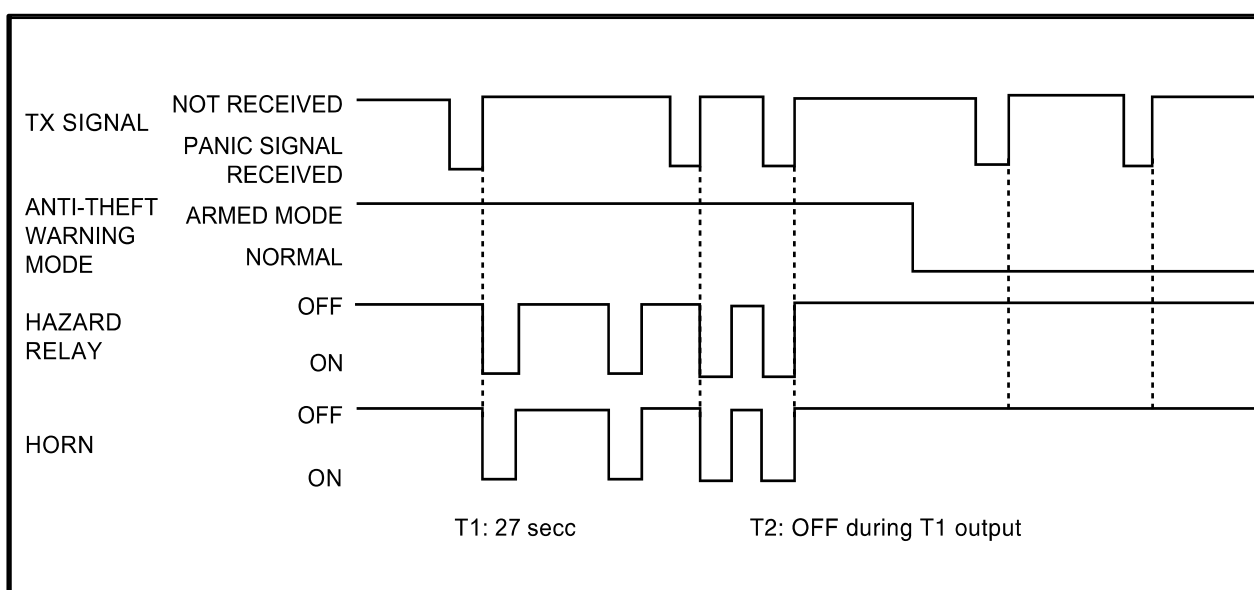 TX SIGNAL
NOT RECEIVED
PANIC SIGNAL
RECEIVED
ANTI-THEFT
WARNING
MODE
ARMED MODE
NORMAL
HAZARD
RELAY
OFF
ON
HORN
OFF
ON
T1: 27 secc
T2: OFF during T1 output